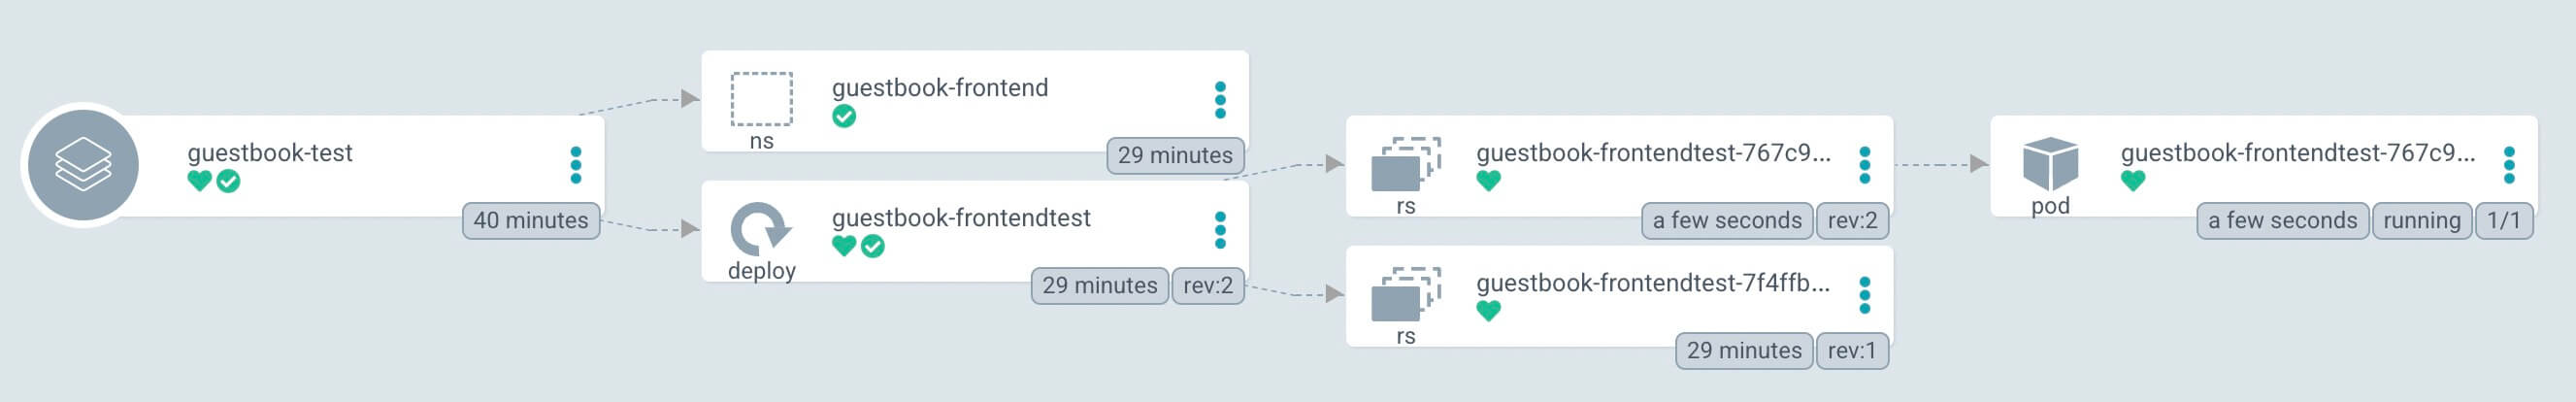 guestbook-test
40 minutes
guestbook-frontend
ns
29 minutes
guestbook-frontendtest
deploy
29 minutes
rev:2
guestbook-frontendtest-767c9...
rs
a few seconds
rev:2
guestbook-frontendtest-7f4ffb...
rs
29 minutes
rev:1
guestbook-frontendtest-767c9...
pod
a few seconds
running
1/1